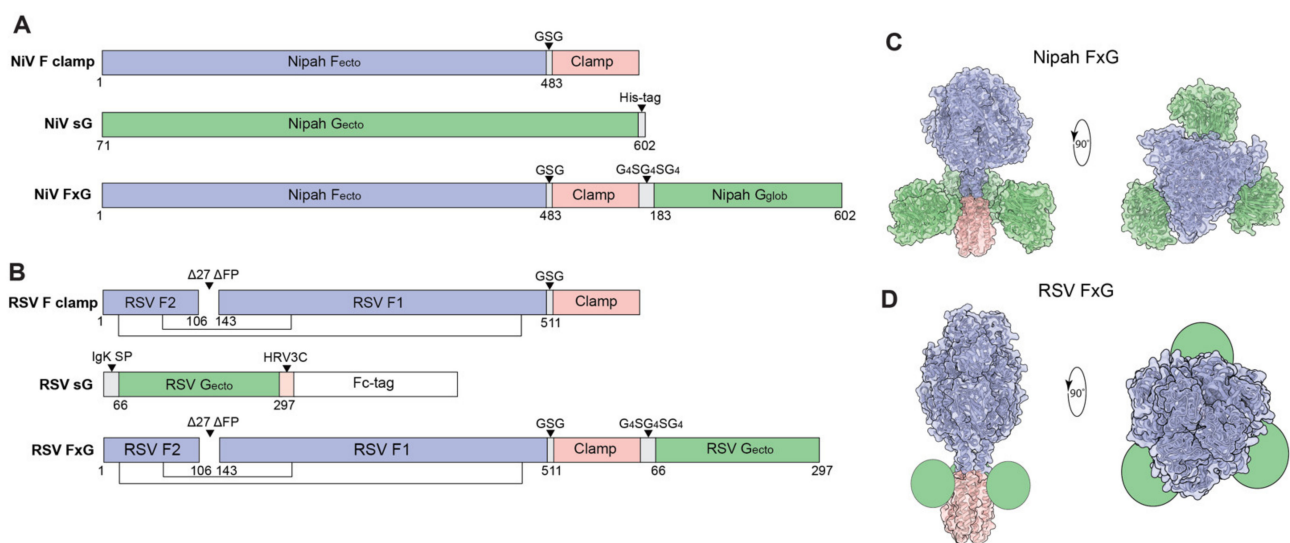 A
GSG
NiV F clamp
Nipah Fecto
Clamp
1
483
His-tag
NiV sG
Nipah Gecto
71
602
GSG
G4SG4SG4
NiV FxG
Nipah Fecto
Clamp
Nipah Gglob
1
483
183
602
B
Δ27 ΔFP
GSG
RSV F clamp
RSV F2
RSV F1
Clamp
1
106
143
511
IgK SP
HRV3C
RSV sG
RSV Gecto
Fc-tag
66
297
Δ27 ΔFP
GSG
G4SG4SG4
RSV FxG
RSV F2
RSV F1
Clamp
RSV Gecto
1
106
143
511
66
297
C
Nipah FxG
90°
D
RSV FxG
90°